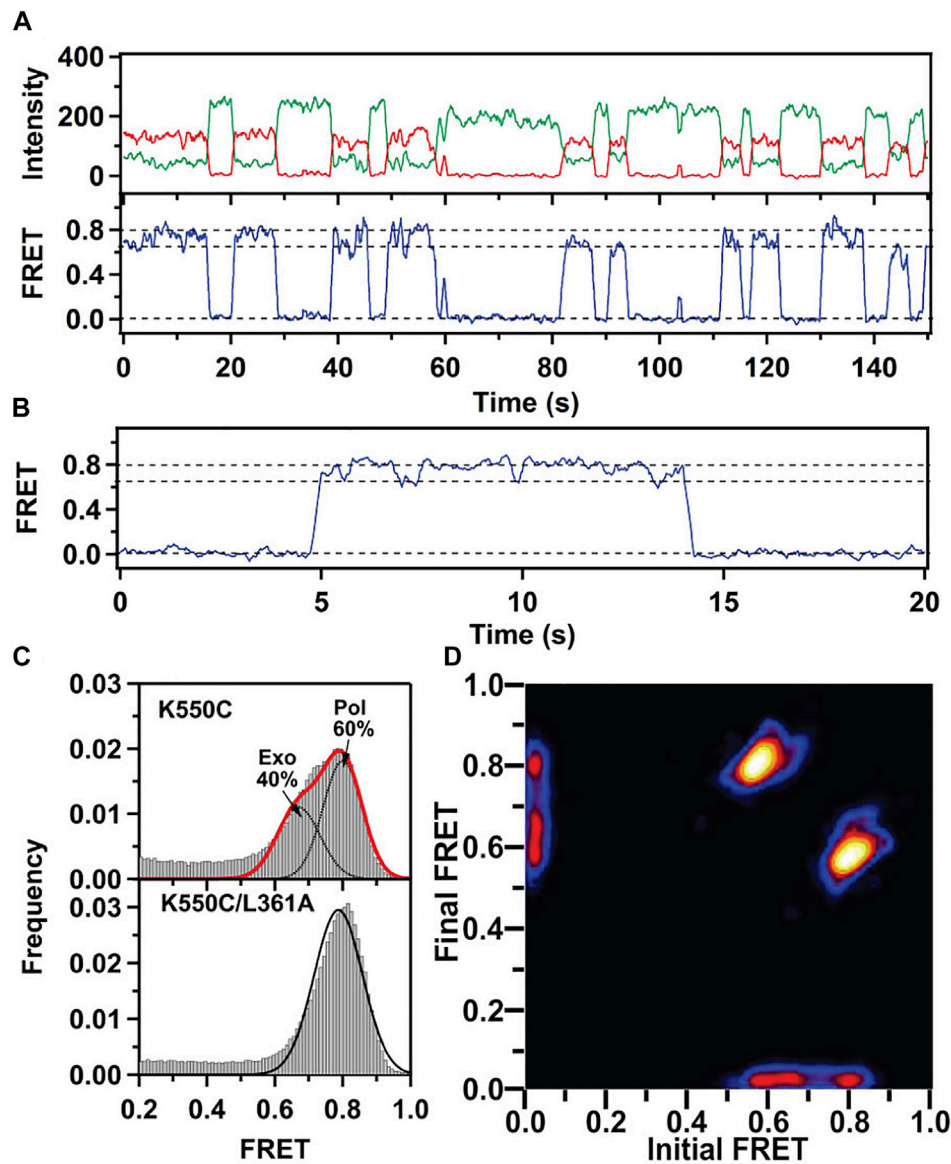 A
400
200
0
Intensity
0.8
0.4
0.0
FRET
0 20 40 60 80 100 120 140
Time (s)
B
0.8
0.4
0.0
FRET
0 5 10 15 20
Time (s)
C
0.03
0.02
0.01
0.00
K550C
Exo
40%
Pol
60%
K550C/L361A
0.03
0.02
0.01
0.00
Frequency
0.2 0.4 0.6 0.8 1.0
FRET
D
1.0
0.8
0.6
0.4
0.2
0.0
Final FRET
0.0 0.2 0.4 0.6 0.8 1.0
Initial FRET